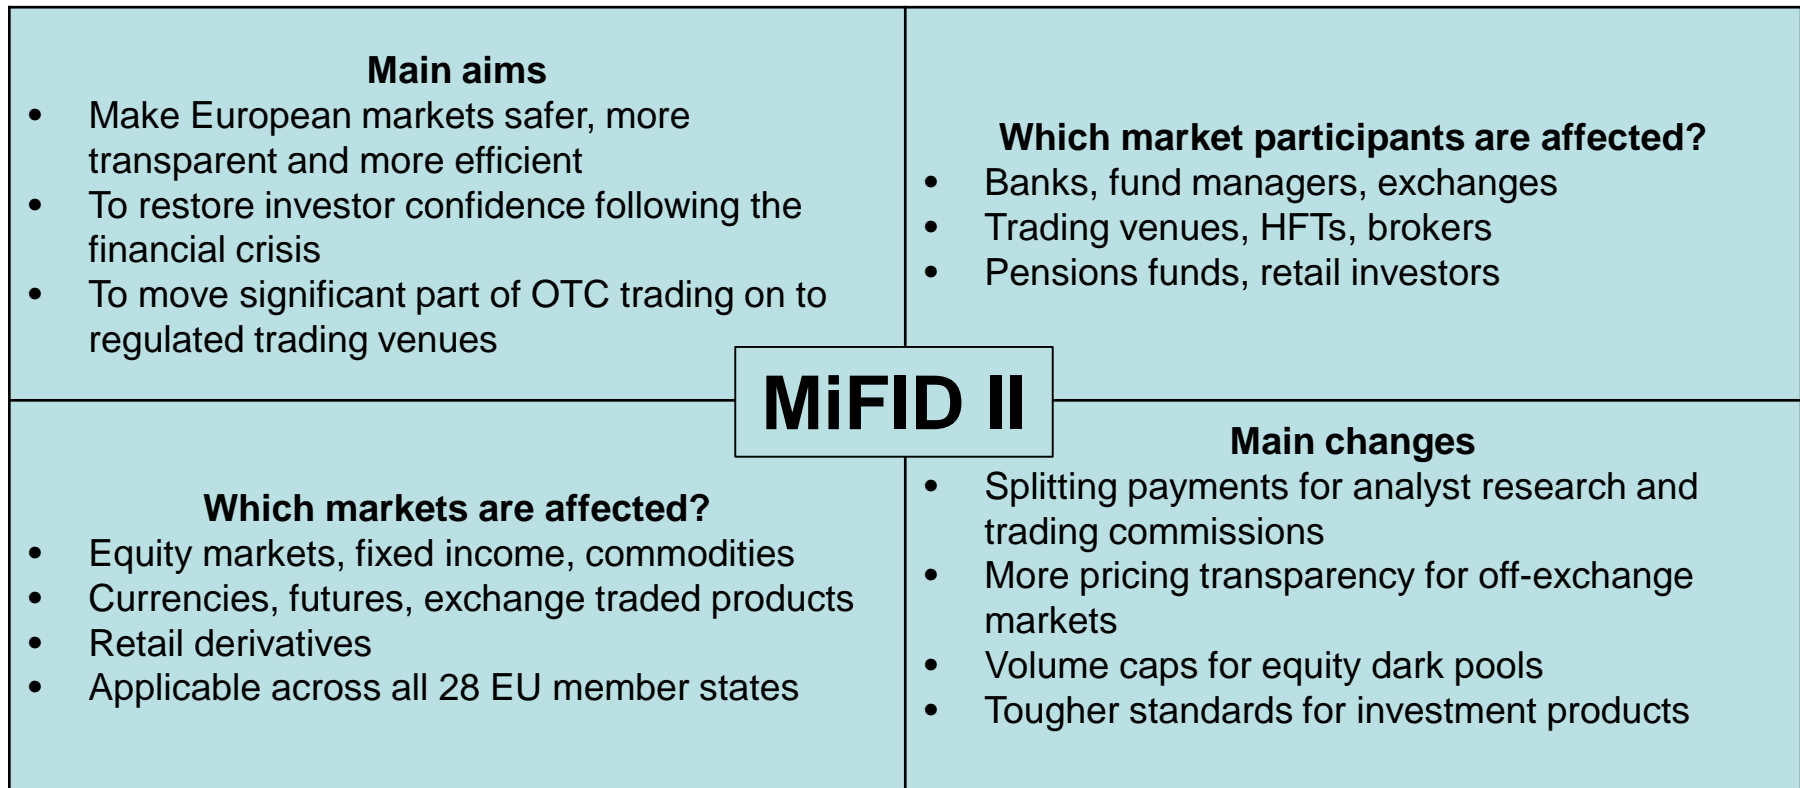 Main aims
• Make European markets safer, more
transparent and more efficient
• To restore investor confidence following the
financial crisis
• To move significant part of OTC trading on to
regulated trading venues
Which market participants are affected?
• Banks, fund managers, exchanges
• Trading venues, HFTs, brokers
• Pensions funds, retail investors
MiFID II
Which markets are affected?
• Equity markets, fixed income, commodities
• Currencies, futures, exchange traded products
• Retail derivatives
• Applicable across all 28 EU member states
Main changes
• Splitting payments for analyst research and
trading commissions
• More pricing transparency for off-exchange
markets
• Volume caps for equity dark pools
• Tougher standards for investment products